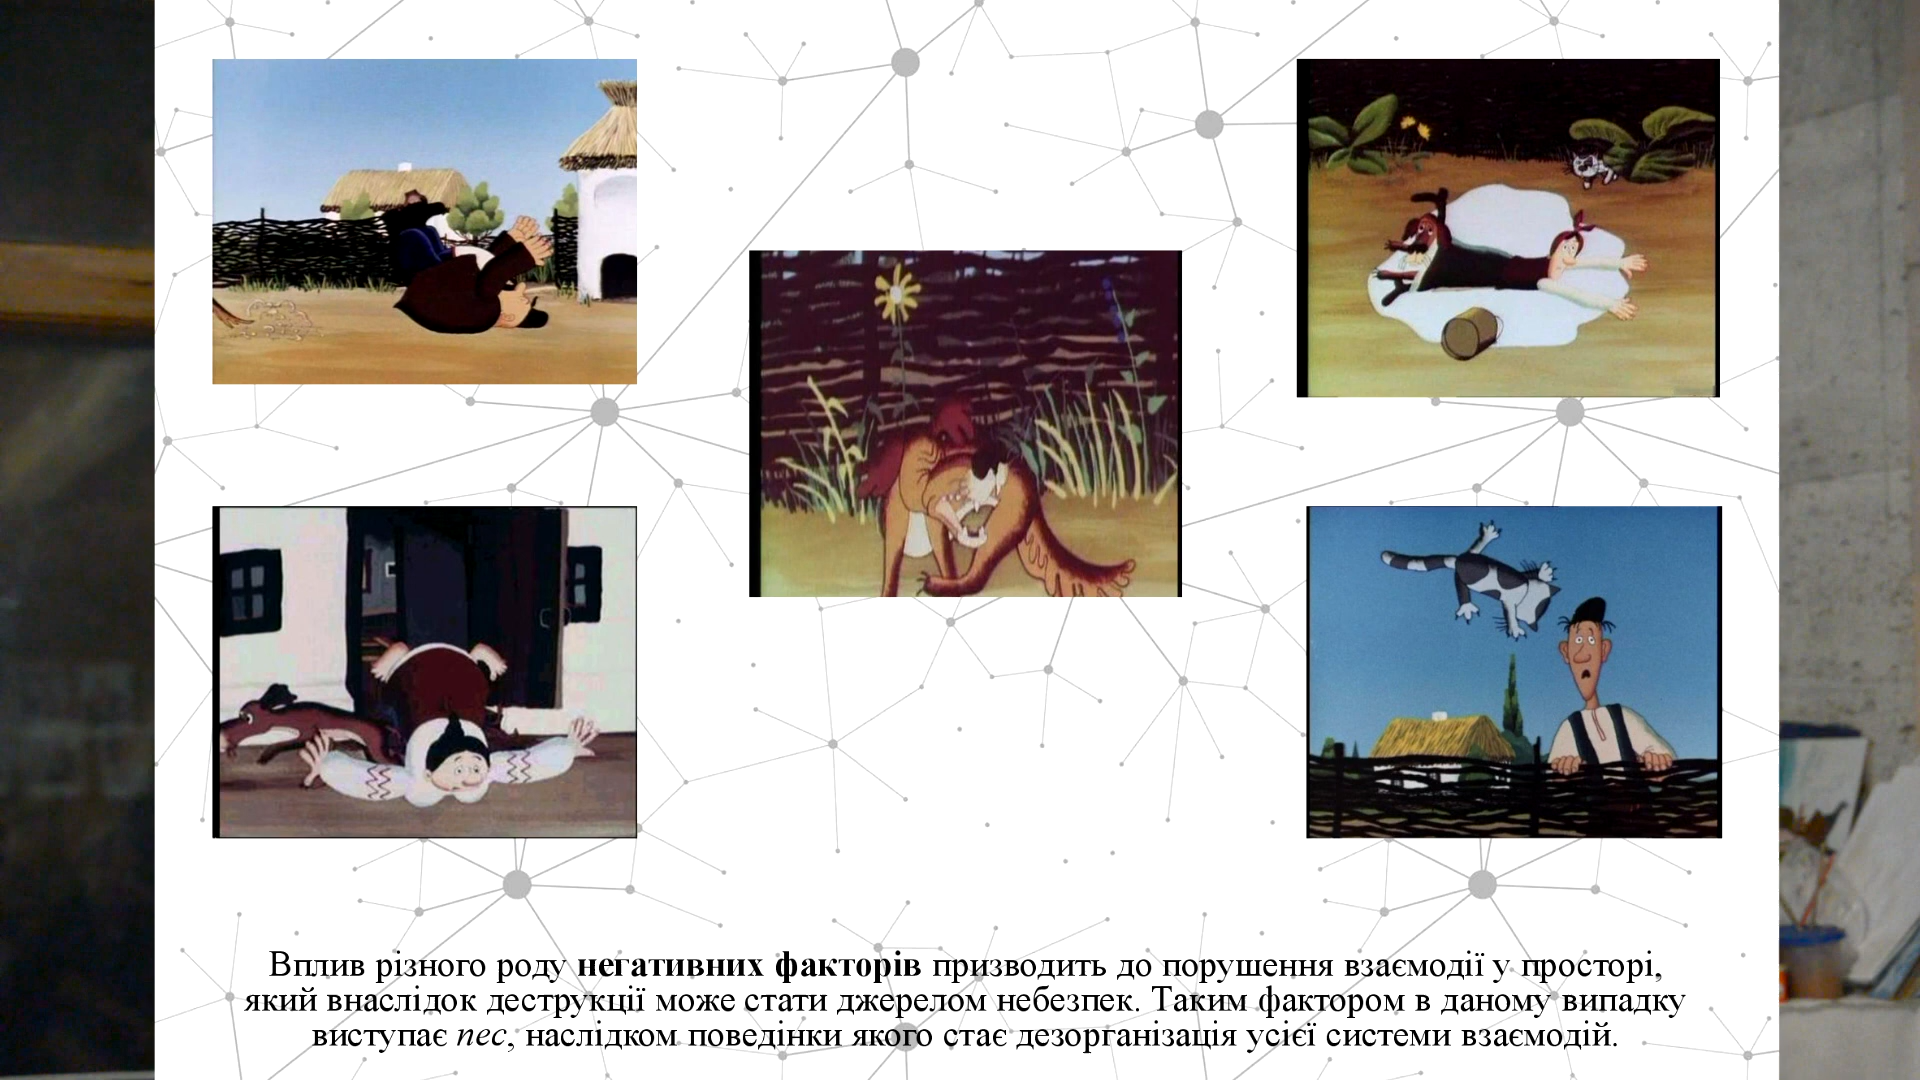 Вплив різного роду негативних факторів призводить до порушення взаємодії у просторі,
який внаслідок деструкції може стати джерелом небезпек. Таким фактором в даному випадку
виступає пес, наслідком поведінки якого стає дезорганізація усієї системи взаємодій.